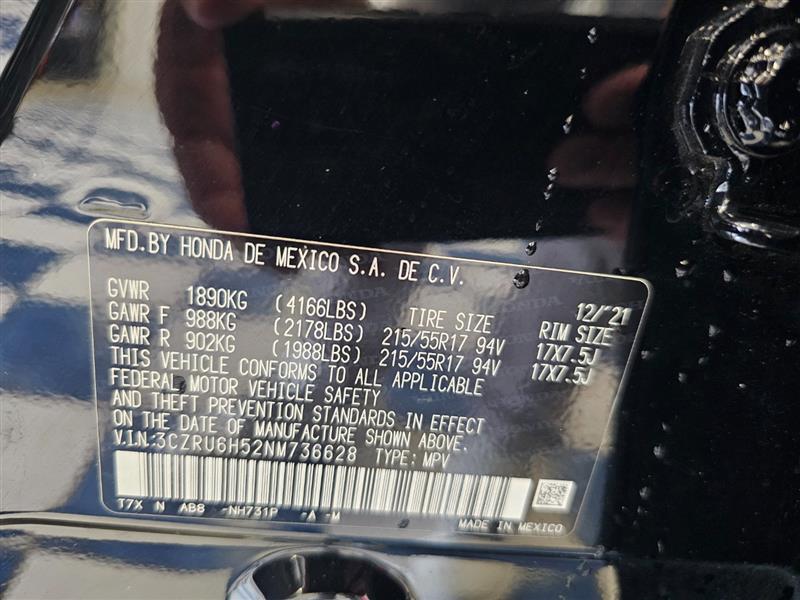 MFD.BY HONDA DE MEXICO S.A. DE C.V.
12/'21
GVWR 1890KG (4166LBS) TIRE SIZE RIM SIZE
GAWR F 988KG (2178LBS) 215/55R17 94V 17X7.5J
GAWR R 902KG (1988LBS) 215/55R17 94V 17X7.5J
THIS VEHICLE CONFORMS TO ALL APPLICABLE
FEDERAL MOTOR VEHICLE SAFETY
AND THEFT PREVENTION STANDARDS IN EFFECT
ON THE DATE OF MANUFACTURE SHOWN ABOVE.
V.I.N:3CZRU6H52NM736628 TYPE: MPV
T7X N AB8 -NH731P -A -M
MADE IN MEXICO